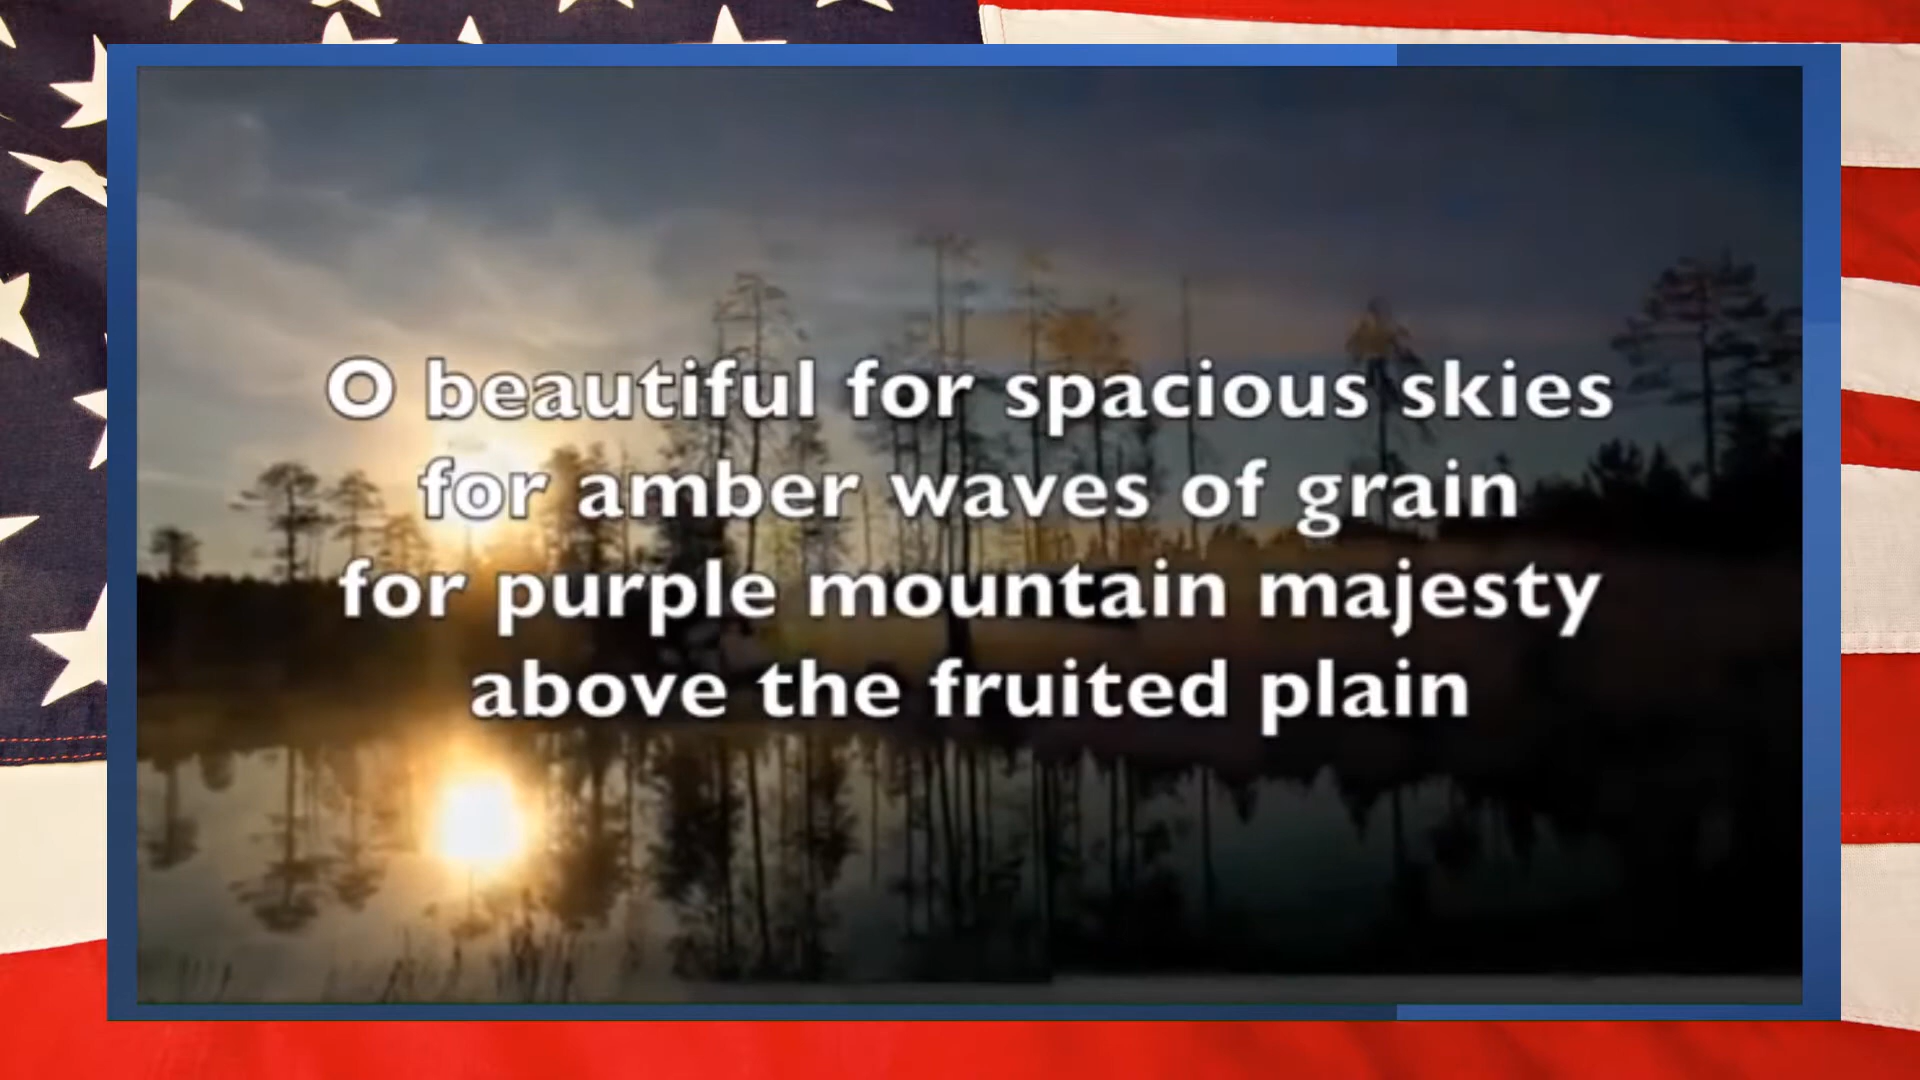 O beautiful for spacious skies
for amber waves of grain
for purple mountain majesty
above the fruited plain